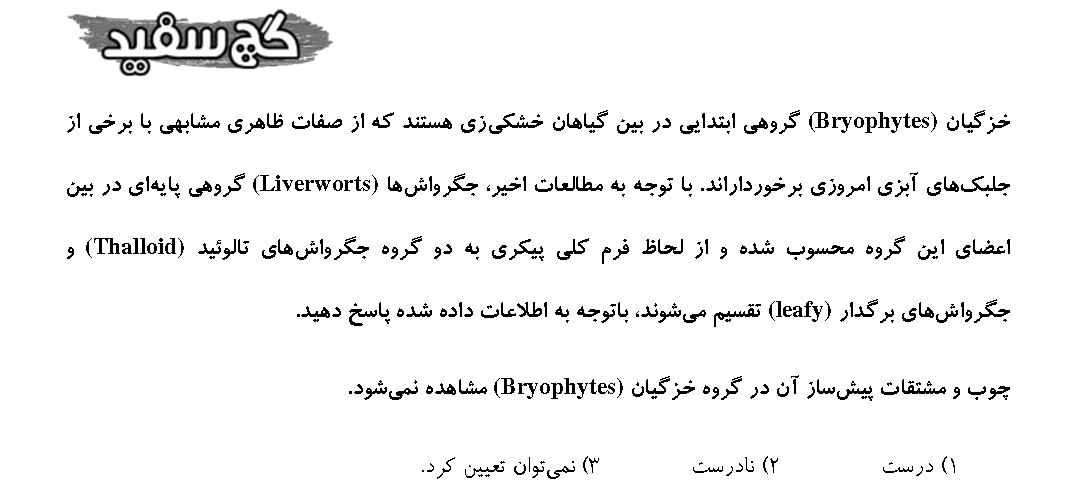 گچ سفید
خزگیان (Bryophytes) گروهی ابتدایی در بین گیاهان خشکی‌زی هستند که از صفات ظاهری مشابهی با برخی از
جلبک‌های آبزی امروزی برخورداراند. با توجه به مطالعات اخیر، جگرواش‌ها (Liverworts) گروهی پایه‌ای در بین
اعضای این گروه محسوب شده و از لحاظ فرم کلی پیکری به دو گروه جگرواش‌های تالوئید (Thalloid) و
جگرواش‌های برگدار (leafy) تقسیم می‌شوند، باتوجه به اطلاعات داده شده پاسخ دهید.
چوب و مشتقات پیش‌ساز آن در گروه خزگیان (Bryophytes) مشاهده نمی‌شود.
۱) درست ۲) نادرست ۳) نمی‌توان تعیین کرد.